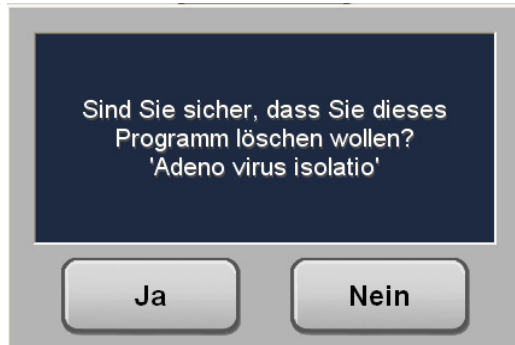 Sind Sie sicher, dass Sie dieses
Programm löschen wollen?
'Adeno virus isolatio'
Ja
Nein